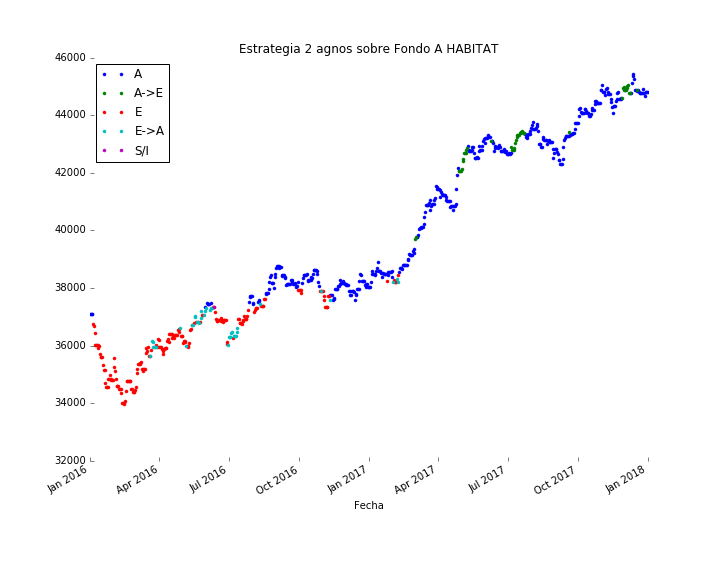 Estrategia 2 agnos sobre Fondo A HABITAT
46000
44000
42000
40000
38000
36000
34000
32000
A
A->E
E
E->A
S/I
Jan 2016
Apr 2016
Jul 2016
Oct 2016
Jan 2017
Apr 2017
Jul 2017
Oct 2017
Jan 2018
Fecha